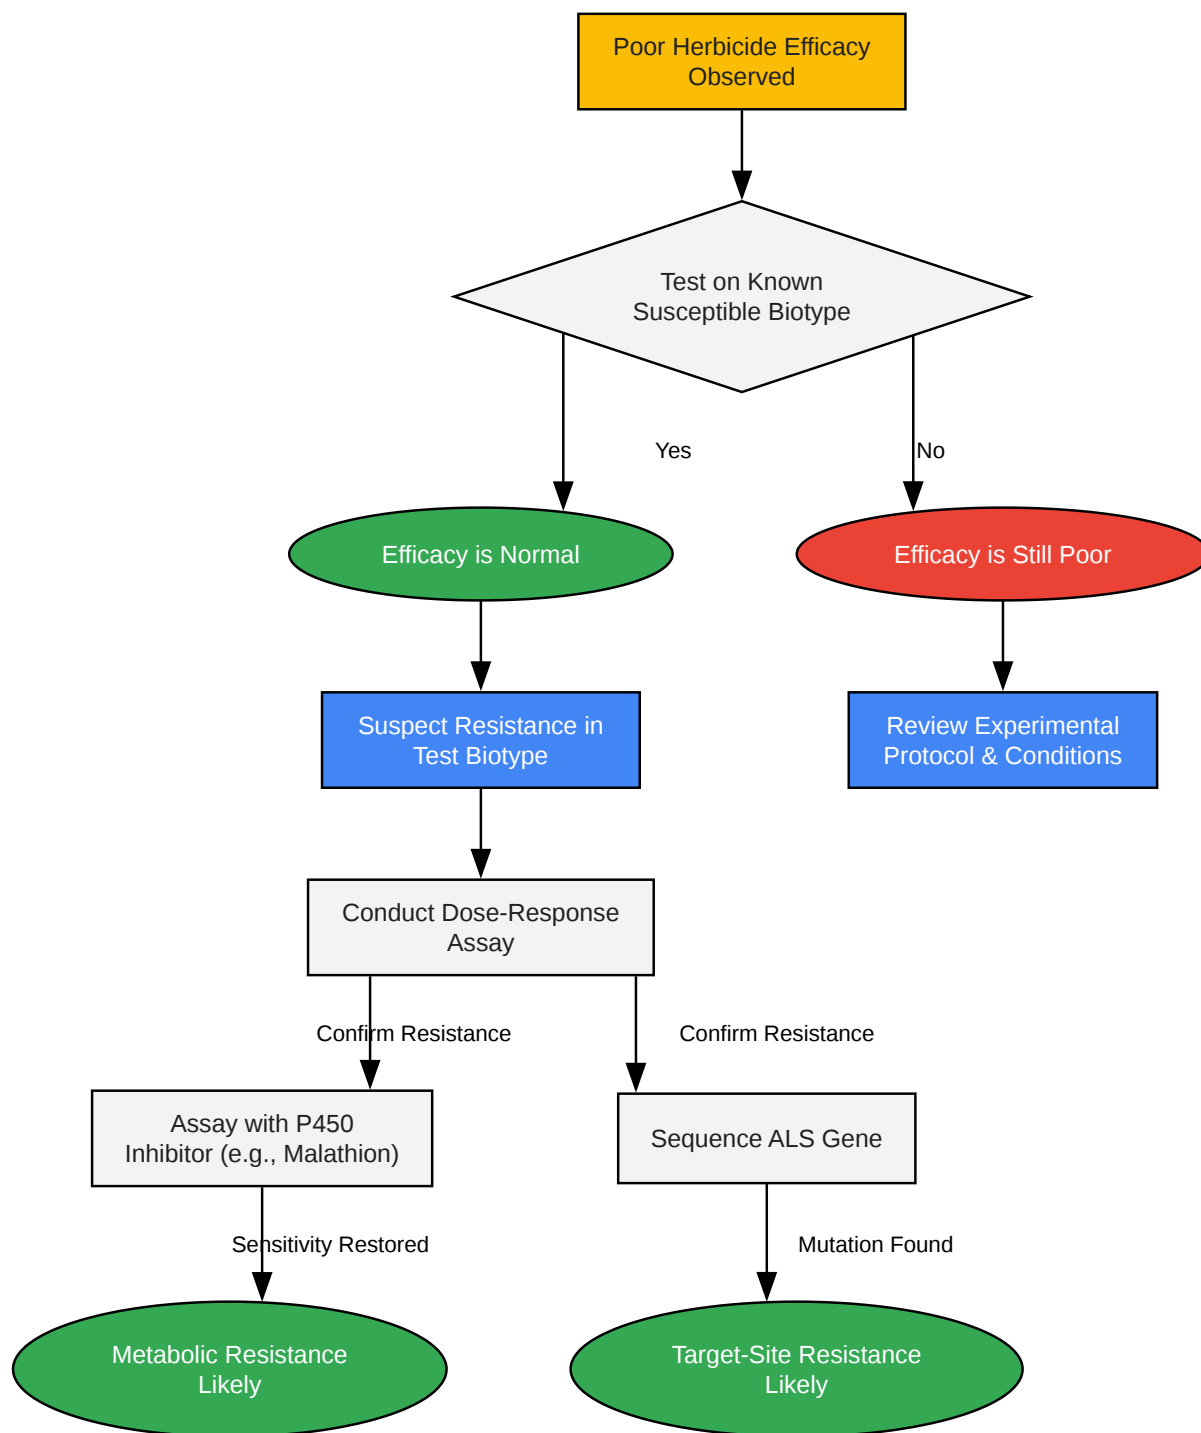 Poor Herbicide Efficacy
Observed
Test on Known
Susceptible Biotype
Yes
No
Efficacy is Normal
Efficacy is Still Poor
Suspect Resistance in
Test Biotype
Review Experimental
Protocol & Conditions
Conduct Dose-Response
Assay
Confirm Resistance
Confirm Resistance
Assay with P450
Inhibitor (e.g., Malathion)
Sequence ALS Gene
Sensitivity Restored
Mutation Found
Metabolic Resistance
Likely
Target-Site Resistance
Likely